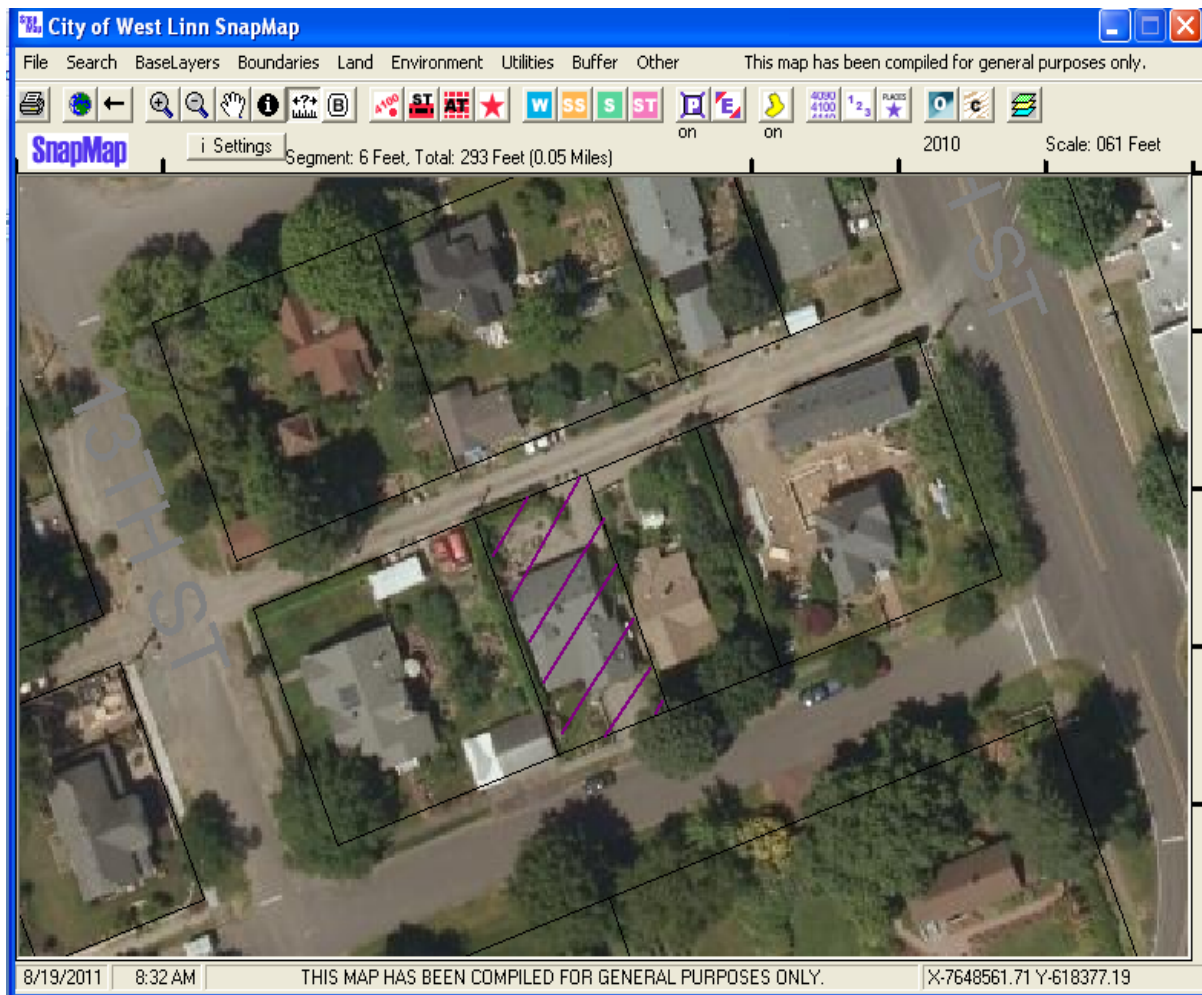 City of West Linn SnapMap
File Search BaseLayers Boundaries Land Environment Utilities Buffer Other This map has been compiled for general purposes only.
4100 ST AT W SS S ST P E 4090 4100 1 2 3 PLACES O C
on on
SnapMap i Settings Segment: 6 Feet, Total: 293 Feet (0.05 Miles) 2010 Scale: 061 Feet
H ST
13TH ST
8/19/2011 8:32 AM THIS MAP HAS BEEN COMPILED FOR GENERAL PURPOSES ONLY. X-7648561.71 Y-618377.19